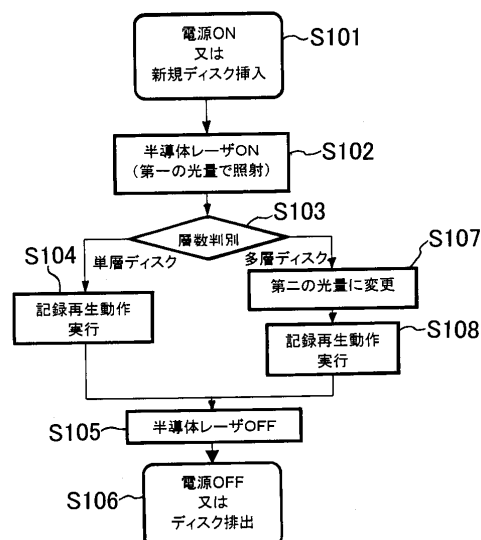 電源ON
又は
新規ディスク挿入
S101
半導体レーザON
(第一の光量で照射)
S102
S103
層数判別
単層ディスク
多層ディスク
S104
記録再生動作
実行
S107
第二の光量に変更
S108
記録再生動作
実行
S105
半導体レーザOFF
S106
電源OFF
又は
ディスク排出